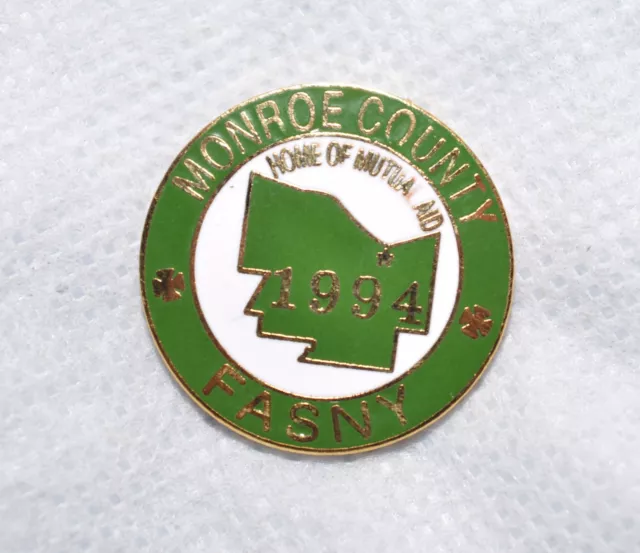 MONROE COUNTY
HOME OF MUTUAL AID
1994
FASNY